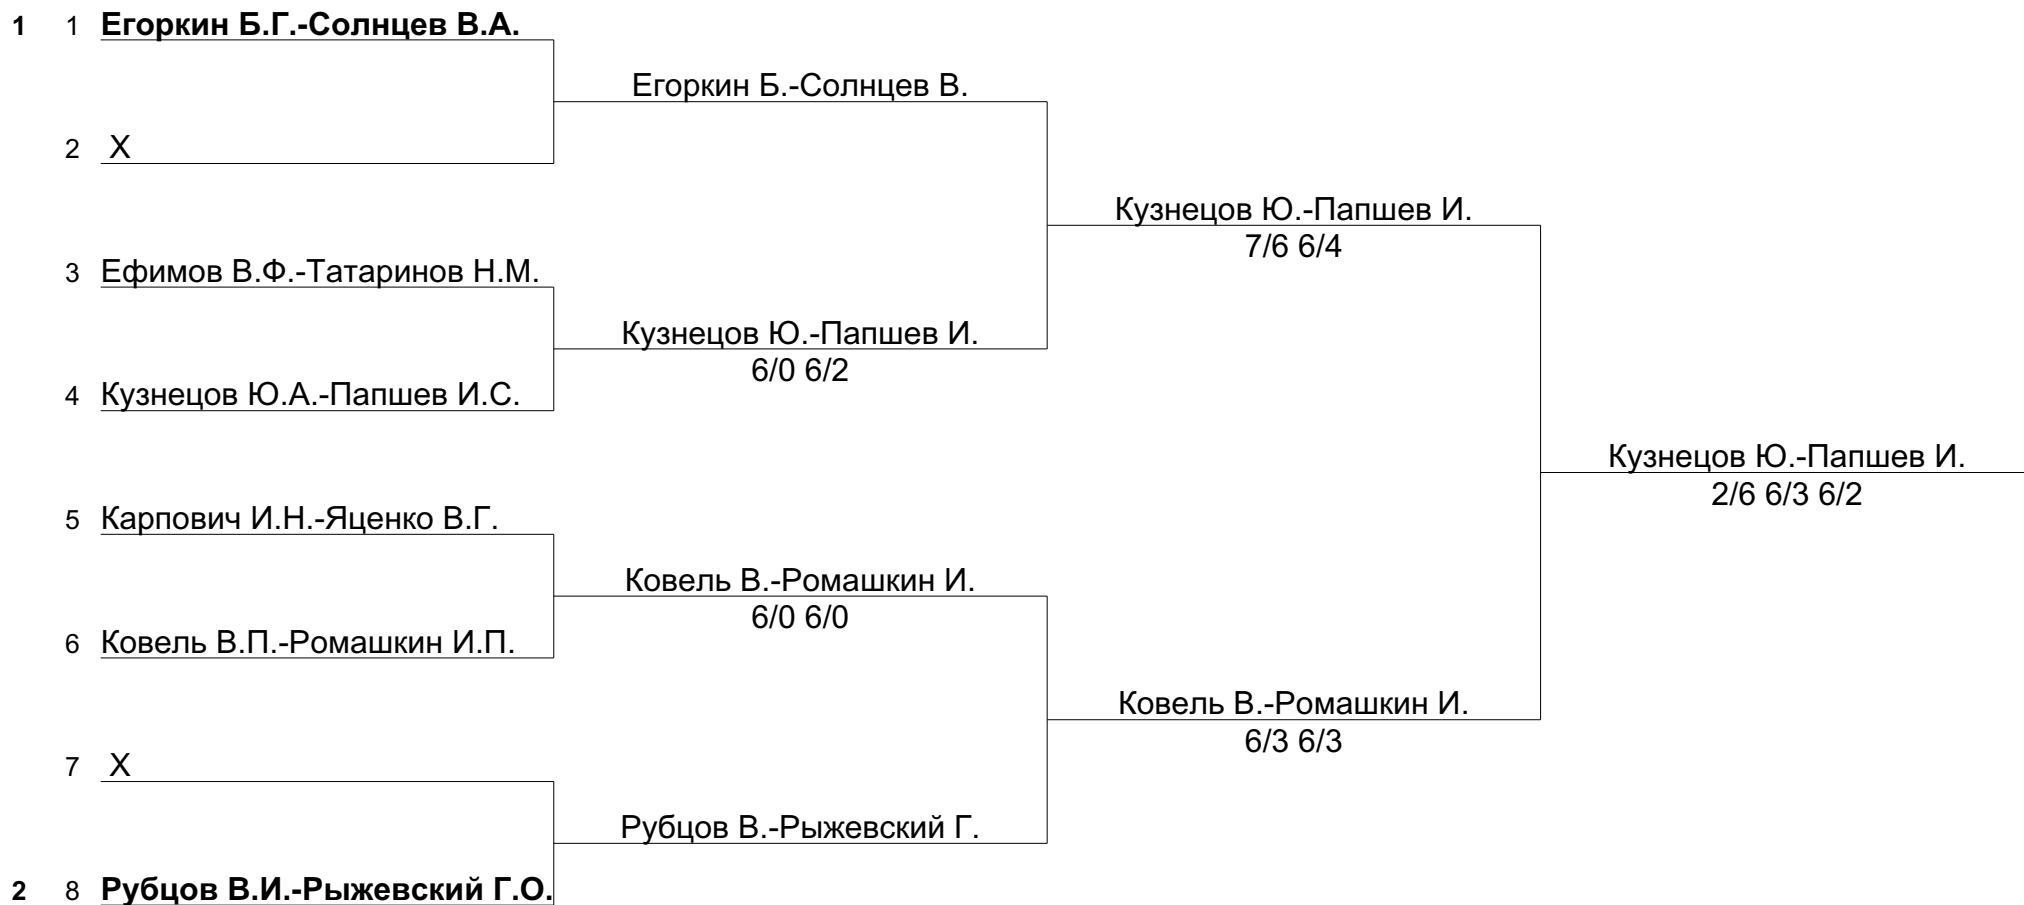 1 1 Егоркин Б.Г.-Солнцев В.А.
Егоркин Б.-Солнцев В.
2 X
Кузнецов Ю.-Папшев И.
7/6 6/4
3 Ефимов В.Ф.-Татаринов Н.М.
Кузнецов Ю.-Папшев И.
6/0 6/2
4 Кузнецов Ю.А.-Папшев И.С.
Кузнецов Ю.-Папшев И.
2/6 6/3 6/2
5 Карпович И.Н.-Яценко В.Г.
Ковель В.-Ромашкин И.
6/0 6/0
6 Ковель В.П.-Ромашкин И.П.
Ковель В.-Ромашкин И.
6/3 6/3
7 X
Рубцов В.-Рыжевский Г.
2 8 Рубцов В.И.-Рыжевский Г.О.